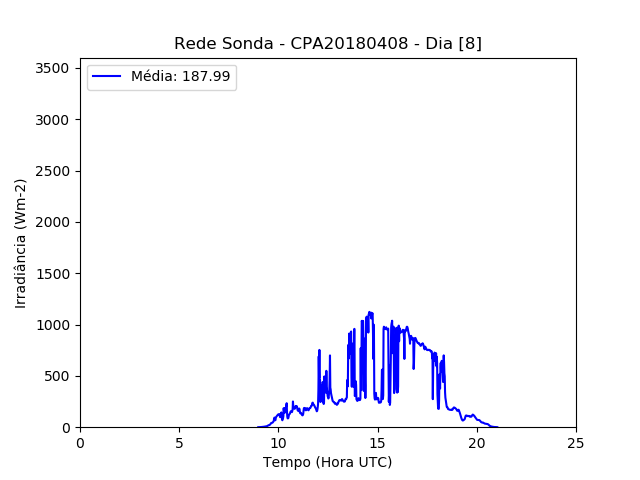 Rede Sonda - CPA20180408 - Dia [8]
Média: 187.99
Irradiância (Wm-2)
3500
3000
2500
2000
1500
1000
500
0
0 5 10 15 20 25
Tempo (Hora UTC)